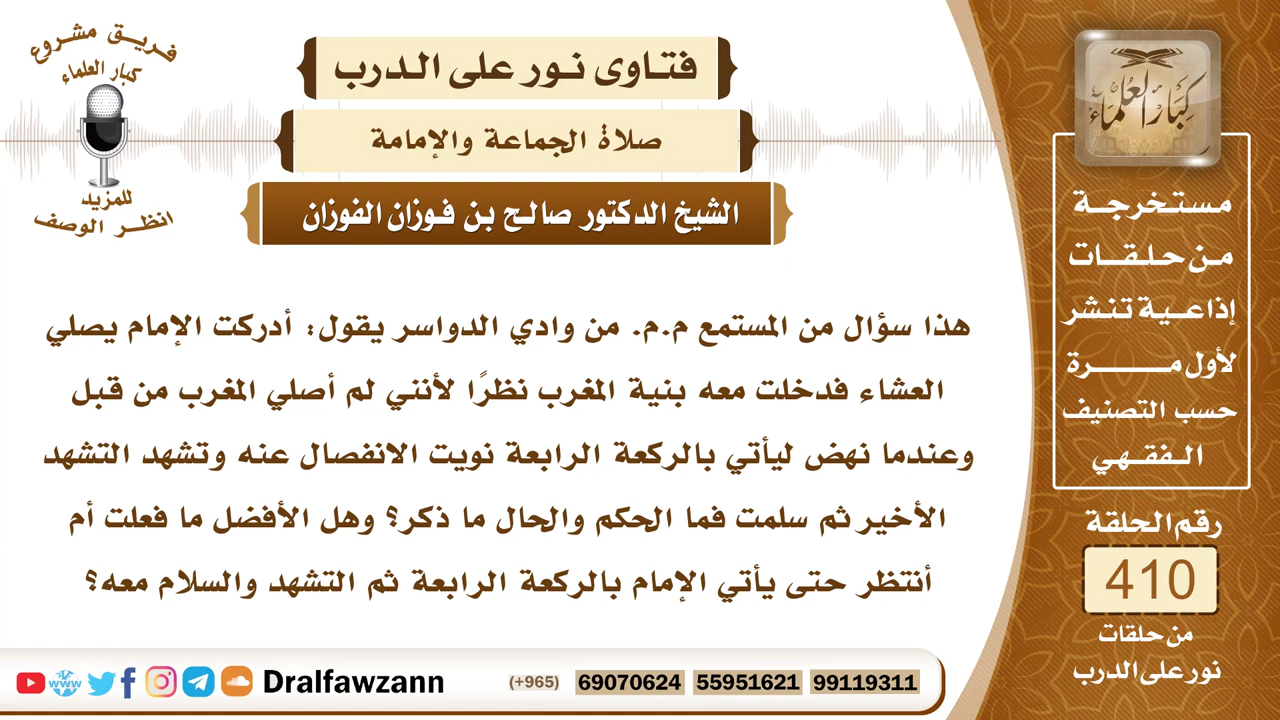 فريق مشروع
كبار العلماء
للمزيد
انظر الوصف
فتاوى نور على الدرب
صلاة الجماعة والإمامة
الشيخ الدكتور صالح بن فوزان الفوزان
هذا سؤال من المستمع م.م. من وادي الدواسر يقول: أدركت الإمام يصلي
العشاء فدخلت معه بنية المغرب نظرًا لأنني لم أصلي المغرب من قبل
وعندما نهض ليأتي بالركعة الرابعة نويت الانفصال عنه وتشهد التشهد
الأخير ثم سلمت فما الحكم والحال ما ذكر؟ وهل الأفضل ما فعلت أم
أنتظر حتى يأتي الإمام بالركعة الرابعة ثم التشهد والسلام معه؟
كبار العلماء
مستخرجة
من حلقات
إذاعية تنشر
لأول مرة
حسب التصنيف
الفقهي
رقم الحلقة
410
من حلقات
نور على الدرب
www Dralfawzann (+965) 69070624 55951621 99119311